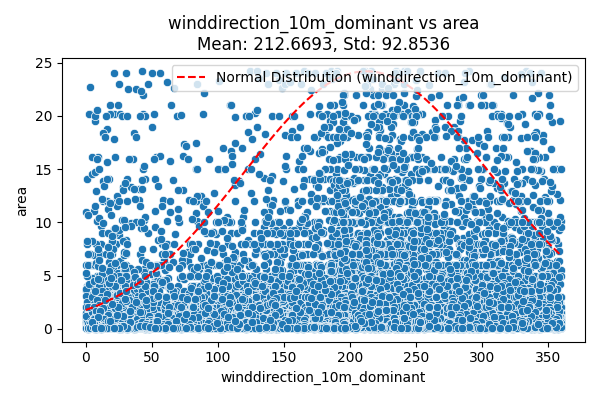 winddirection_10m_dominant vs area
Mean: 212.6693, Std: 92.8536
Normal Distribution (winddirection_10m_dominant)
25
20
15
10
5
0
area
0 50 100 150 200 250 300 350
winddirection_10m_dominant